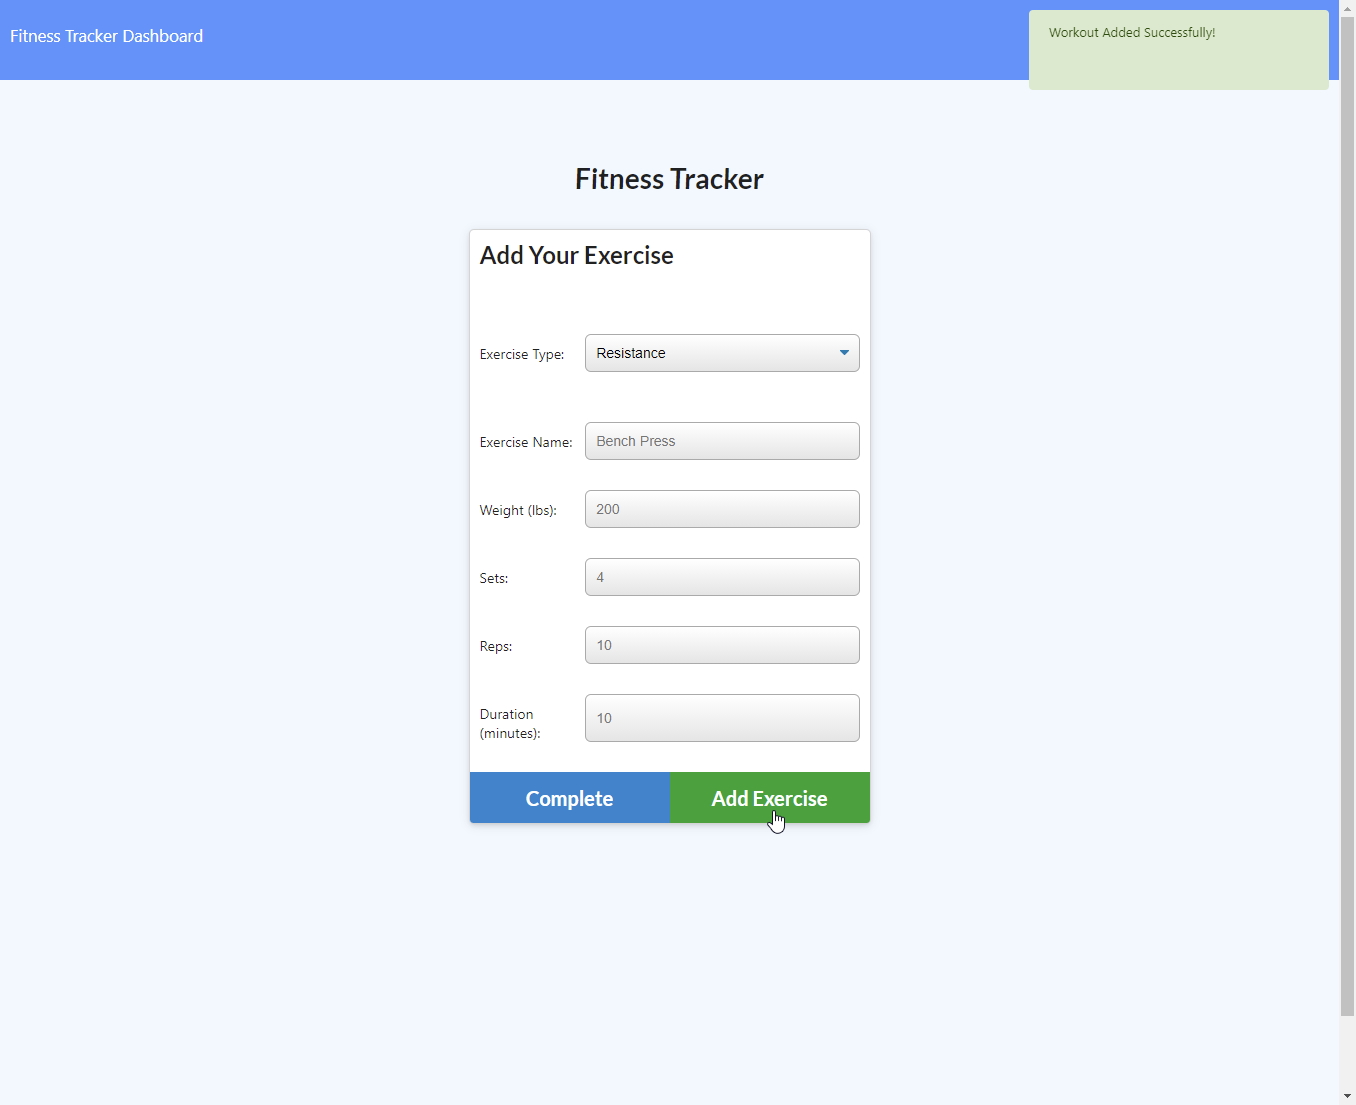 Fitness Tracker Dashboard
Workout Added Successfully!
Fitness Tracker
Add Your Exercise
Exercise Type: Resistance
Exercise Name: Bench Press
Weight (lbs): 200
Sets: 4
Reps: 10
Duration
(minutes): 10
Complete Add Exercise